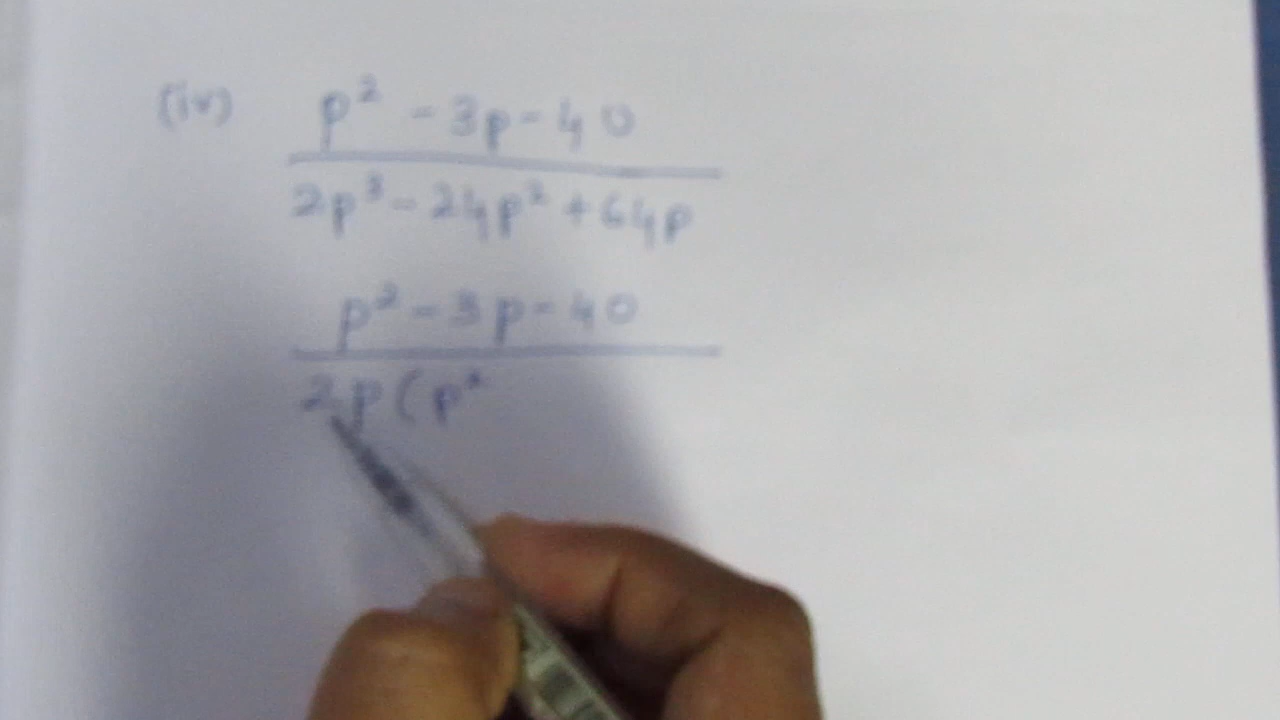 (iv) p² - 3p - 40
2p³ - 24p² + 64p
p² - 3p - 40
2p (p²